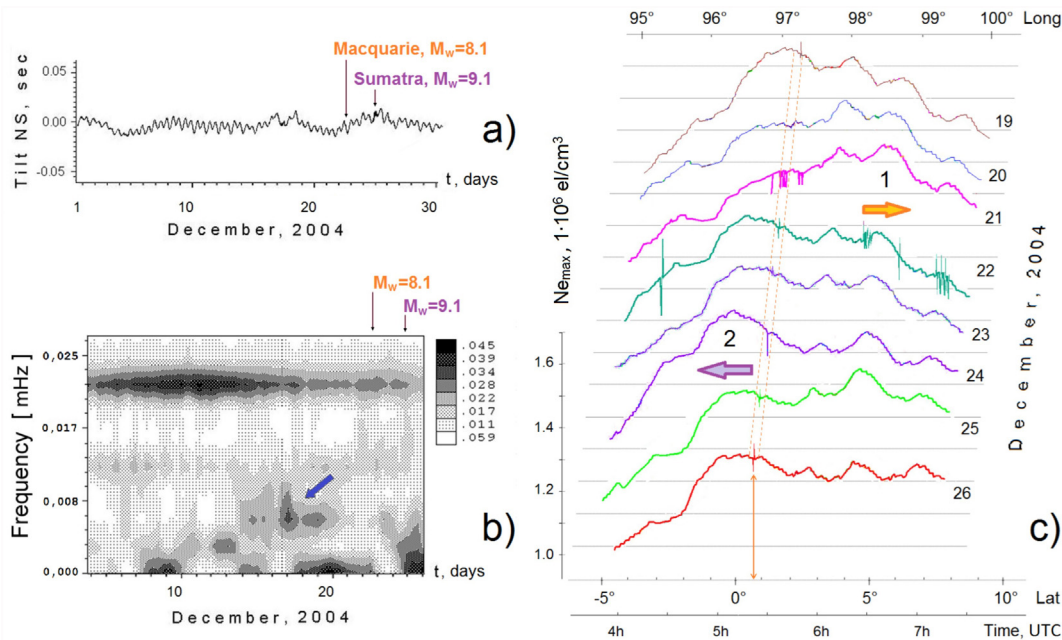 Macquarie, Mw=8.1
Sumatra, Mw=9.1
Tilt NS, sec
0.05
0.00
-0.05
a)
t, days
1
10
20
30
December, 2004
Mw=8.1
Mw=9.1
Frequency [ mHz ]
0,025
0,017
0,008
0,000
.045
.039
.034
.028
.022
.017
.011
.059
b)
t, days
10
20
December, 2004
95° 96° 97° 98° 99° 100° Long
Nemax, 1·10⁶ el/cm³
19
20
21
22
23
24
25
26
1
2
1.6
1.4
1.2
1.0
December, 2004
c)
-5° 0° 5° 10° Lat
4h 5h 6h 7h Time, UTC